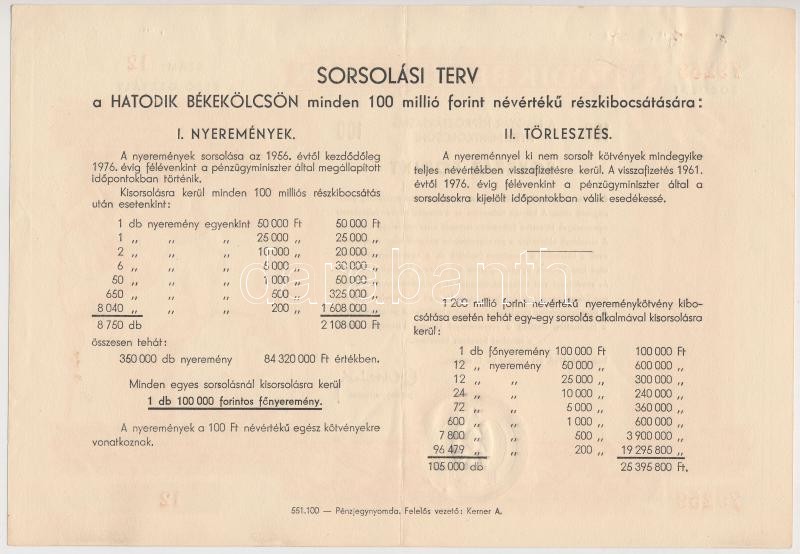 SORSOLÁSI TERV
a HATODIK BÉKEKÖLCSÖN minden 100 millió forint névértékű részkibocsátására:
I. NYEREMÉNYEK.
A nyeremények sorsolása az 1956. évtől kezdődőleg
1976. évig félévenkint a pénzügyminiszter által megállapított
időpontokban történik.
Kisorsolásra kerül minden 100 milliós részkibocsátás
után esetenkint:
1 db nyeremény egyenkint 50 000 Ft 50 000 Ft
1 „ „ „ 25 000 „ 25 000 „
2 „ „ „ 10 000 „ 20 000 „
6 „ „ „ 5 000 „ 30 000 „
50 „ „ „ 1 000 „ 50 000 „
650 „ „ „ 500 „ 325 000 „
8 040 „ „ „ 200 „ 1 608 000 „
8 750 db 2 108 000 Ft
összesen tehát:
350 000 db nyeremény 84 320 000 Ft értékben.
Minden egyes sorsolásnál kisorsolásra kerül
1 db 100 000 forintos főnyeremény.
A nyeremények a 100 Ft névértékű egész kötvényekre
vonatkoznak.
II. TÖRLESZTÉS.
A nyereménnyel ki nem sorsolt kötvények mindegyike
teljes névértékben visszafizetésre kerül. A visszafizetés 1961.
évtől 1976. évig félévenkint a pénzügyminiszter által a
sorsolásokra kijelölt időpontokban válik esedékessé.
1 200 millió forint névértékű nyereménykötvény kibo-
csátása esetén tehát egy-egy sorsolás alkalmával kisorsolásra
kerül:
1 db főnyeremény 100 000 Ft 100 000 Ft
12 „ nyeremény 50 000 „ 600 000 „
12 „ „ 25 000 „ 300 000 „
24 „ „ 10 000 „ 240 000 „
72 „ „ 5 000 „ 360 000 „
600 „ „ 1 000 „ 600 000 „
7 800 „ „ 500 „ 3 900 000 „
96 479 „ „ 200 „ 19 295 800 „
105 000 db 25 395 800 Ft.
551.100 — Pénzjegynyomda. Felelős vezető: Kerner A.
darabanth